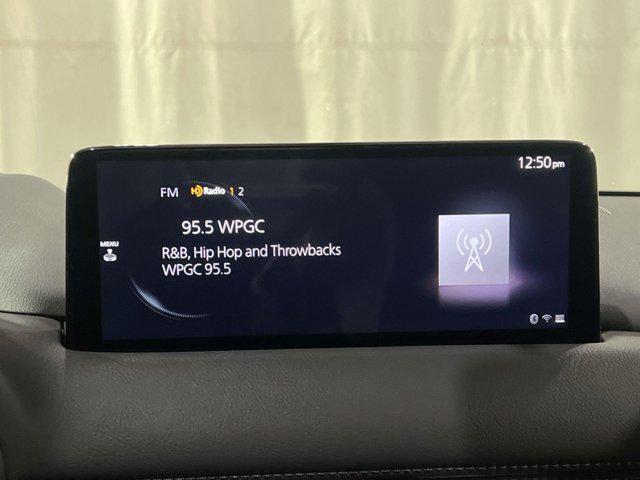 12:50pm
FM HD Radio 1 2
95.5 WPGC
MENU
R&B, Hip Hop and Throwbacks
WPGC 95.5